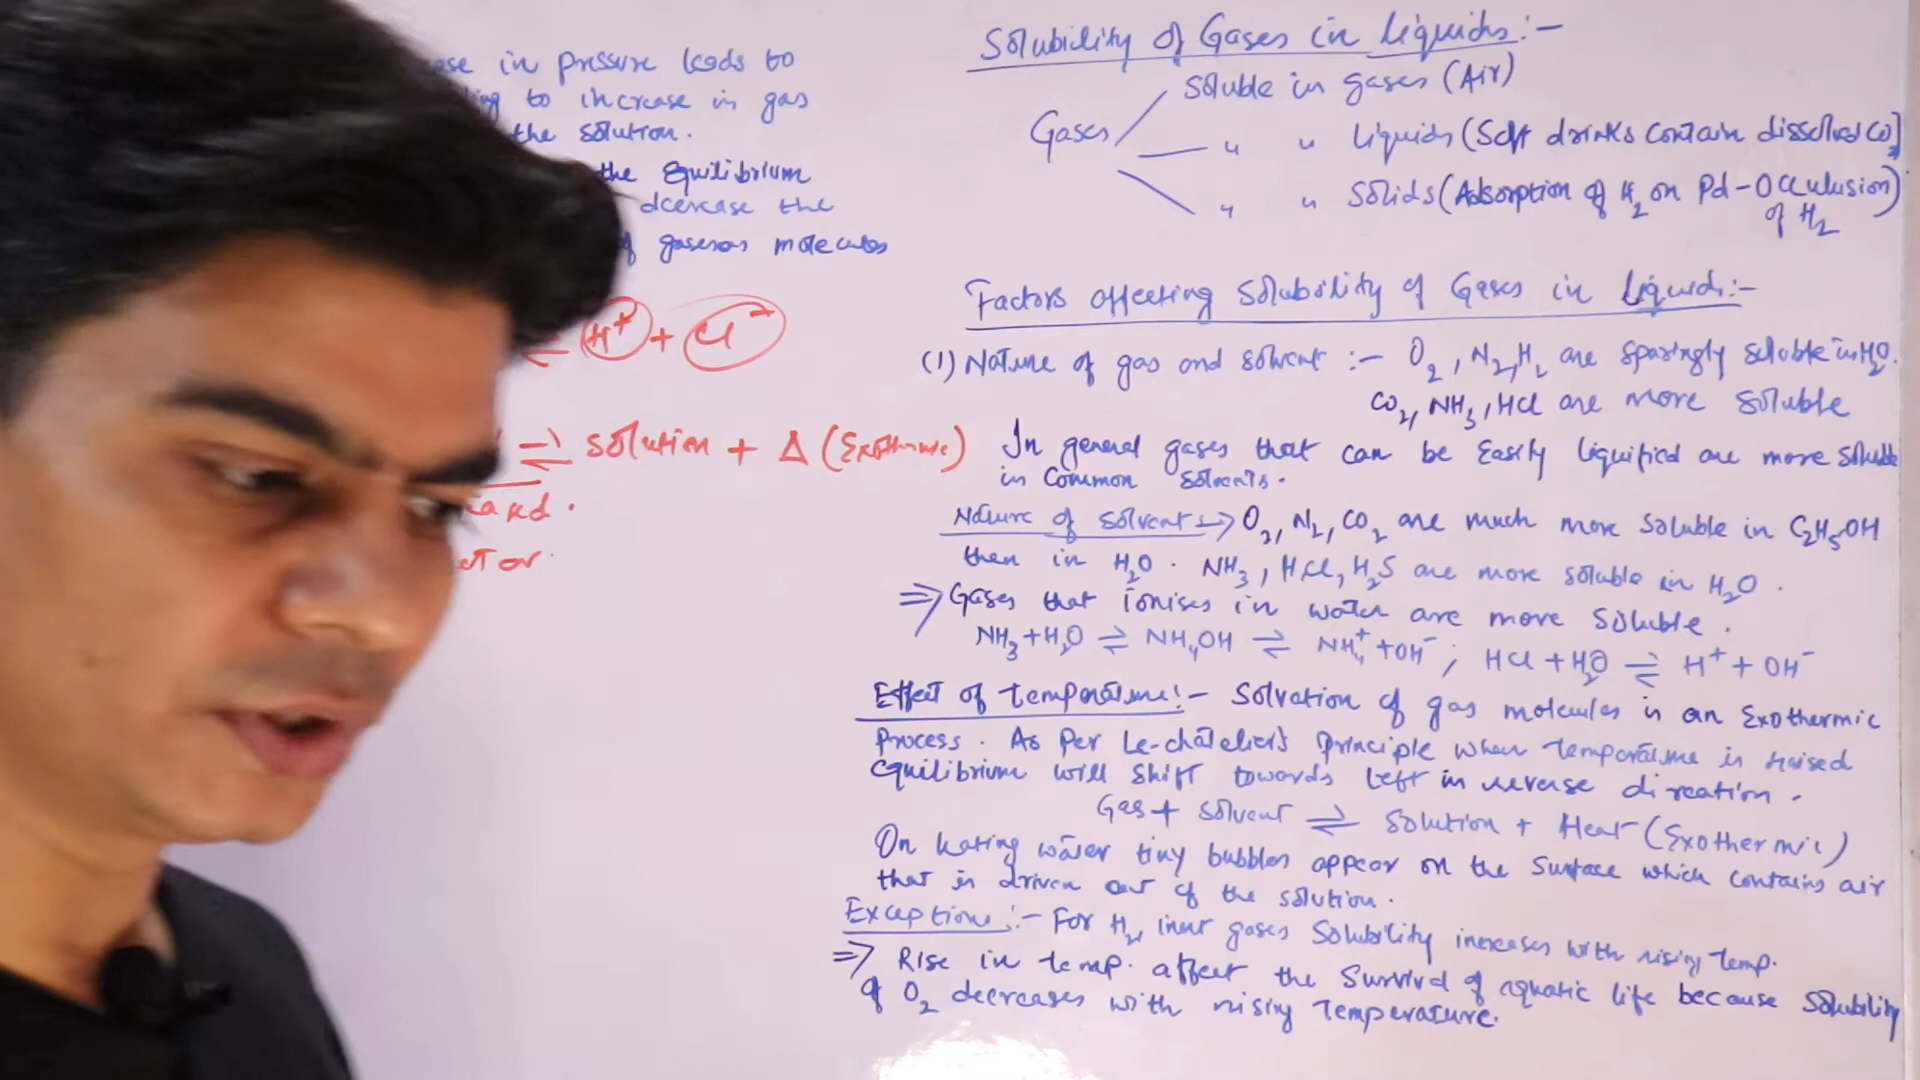 in pressure leads to
to increase in gas
the solution.
the Equilibrium
decrease the
of gaseous molecules
⇌ H⁺ + Cl⁻
⇌ Solution + Δ (Exothermic)
Solubility of Gases in Liquids :-
Gases
Soluble in gases (Air)
〃 〃 Liquids (Soft drinks contain dissolved CO₂)
〃 〃 Solids (Adsorption of H₂ on Pd - Occulusion of H₂)
Factors affecting Solubility of Gases in Liquids :-
(1) Nature of gas and solvent :- O₂, N₂, H₂ are sparingly soluble in H₂O.
CO₂, NH₃, HCl are more soluble
In general gases that can be Easily liquified are more soluble
in Common solvents.
Nature of solvent → O₂, N₂, CO₂ are much more soluble in C₂H₅OH
then in H₂O. NH₃, HCl, H₂S are more soluble in H₂O.
⇒ Gases that ionises in water are more soluble.
NH₃ + H₂O ⇌ NH₄OH ⇌ NH₄⁺ + OH⁻ ; HCl + H₂O ⇌ H⁺ + OH⁻
Effect of temperature :- Solvation of gas molecules is an Exothermic
Process. As Per Le-chatelier's Principle when temperature is raised
Equilibrium will shift towards left in reverse direction.
Gas + Solvent ⇌ Solution + Heat (Exothermic)
On heating water tiny bubbles appear on the surface which contains air
that is driven out of the solution.
Exceptions :- For H₂, inert gases Solubility increases with rising temp.
⇒ Rise in temp. affect the Survival of aquatic life because Solubility
of O₂ decreases with rising Temperature.